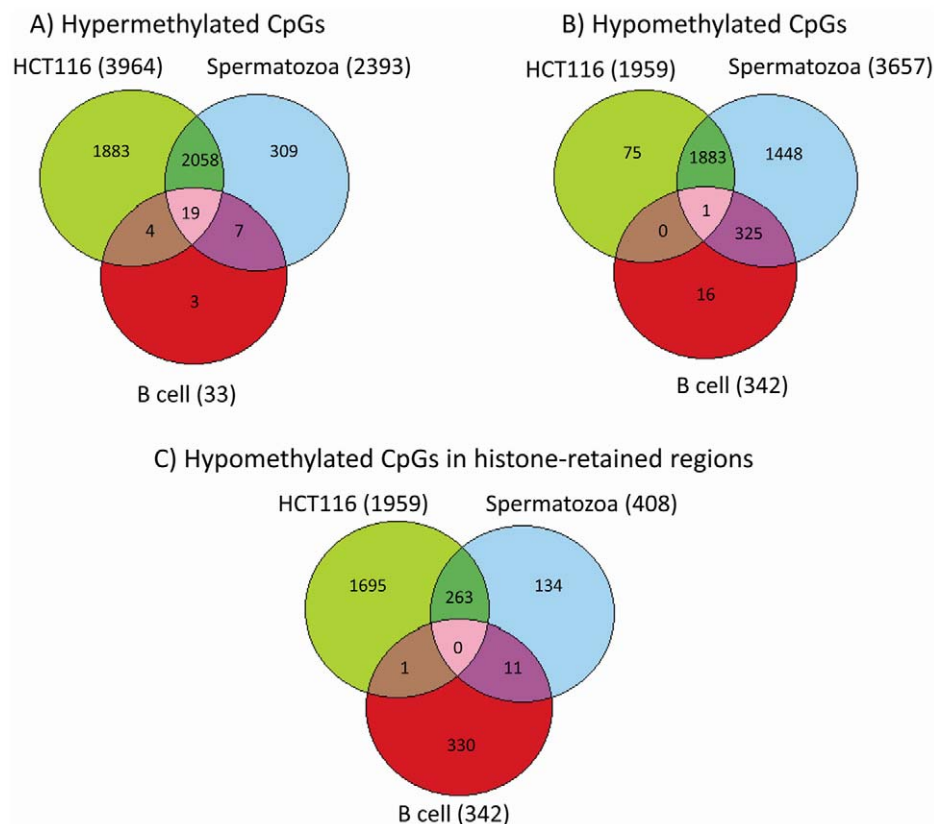 A) Hypermethylated CpGs
HCT116 (3964) Spermatozoa (2393)
1883 2058 309
19
4 7
3
B cell (33)
B) Hypomethylated CpGs
HCT116 (1959) Spermatozoa (3657)
75 1883 1448
1
0 325
16
B cell (342)
C) Hypomethylated CpGs in histone-retained regions
HCT116 (1959) Spermatozoa (408)
1695 263 134
0
1 11
330
B cell (342)